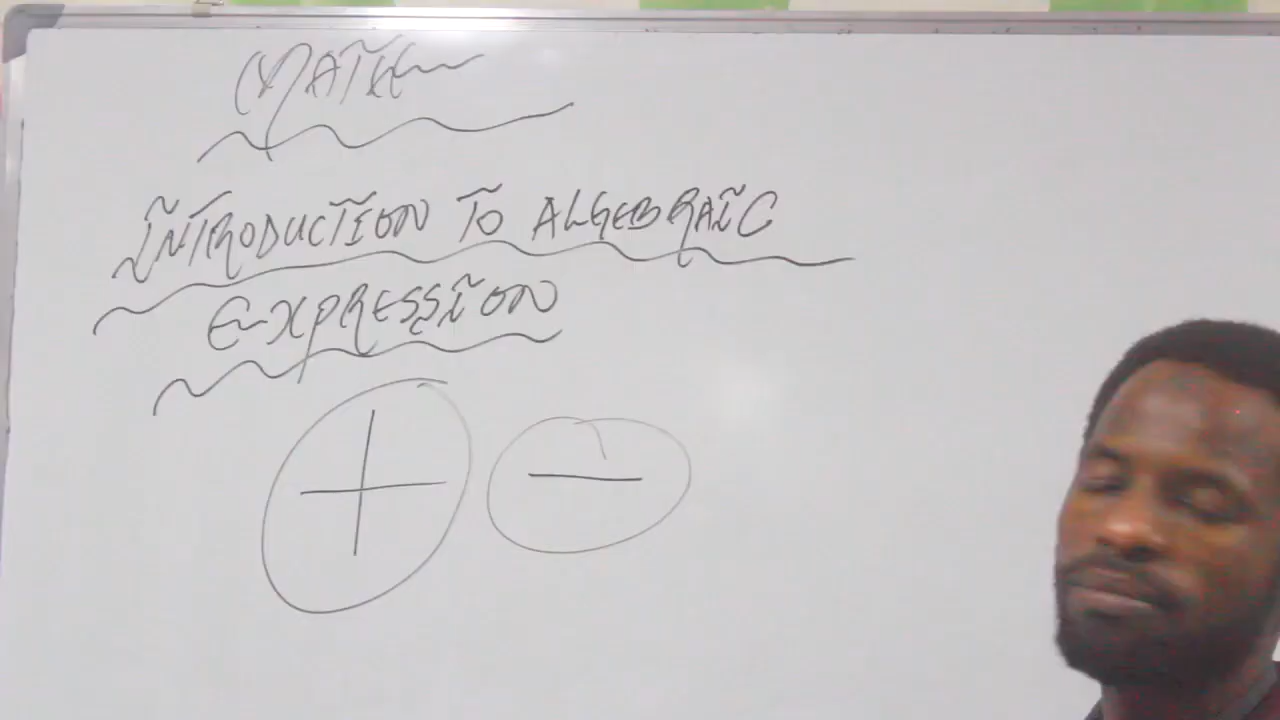 MATH
INTRODUCTION TO ALGEBRAIC
EXPRESSION
+ -